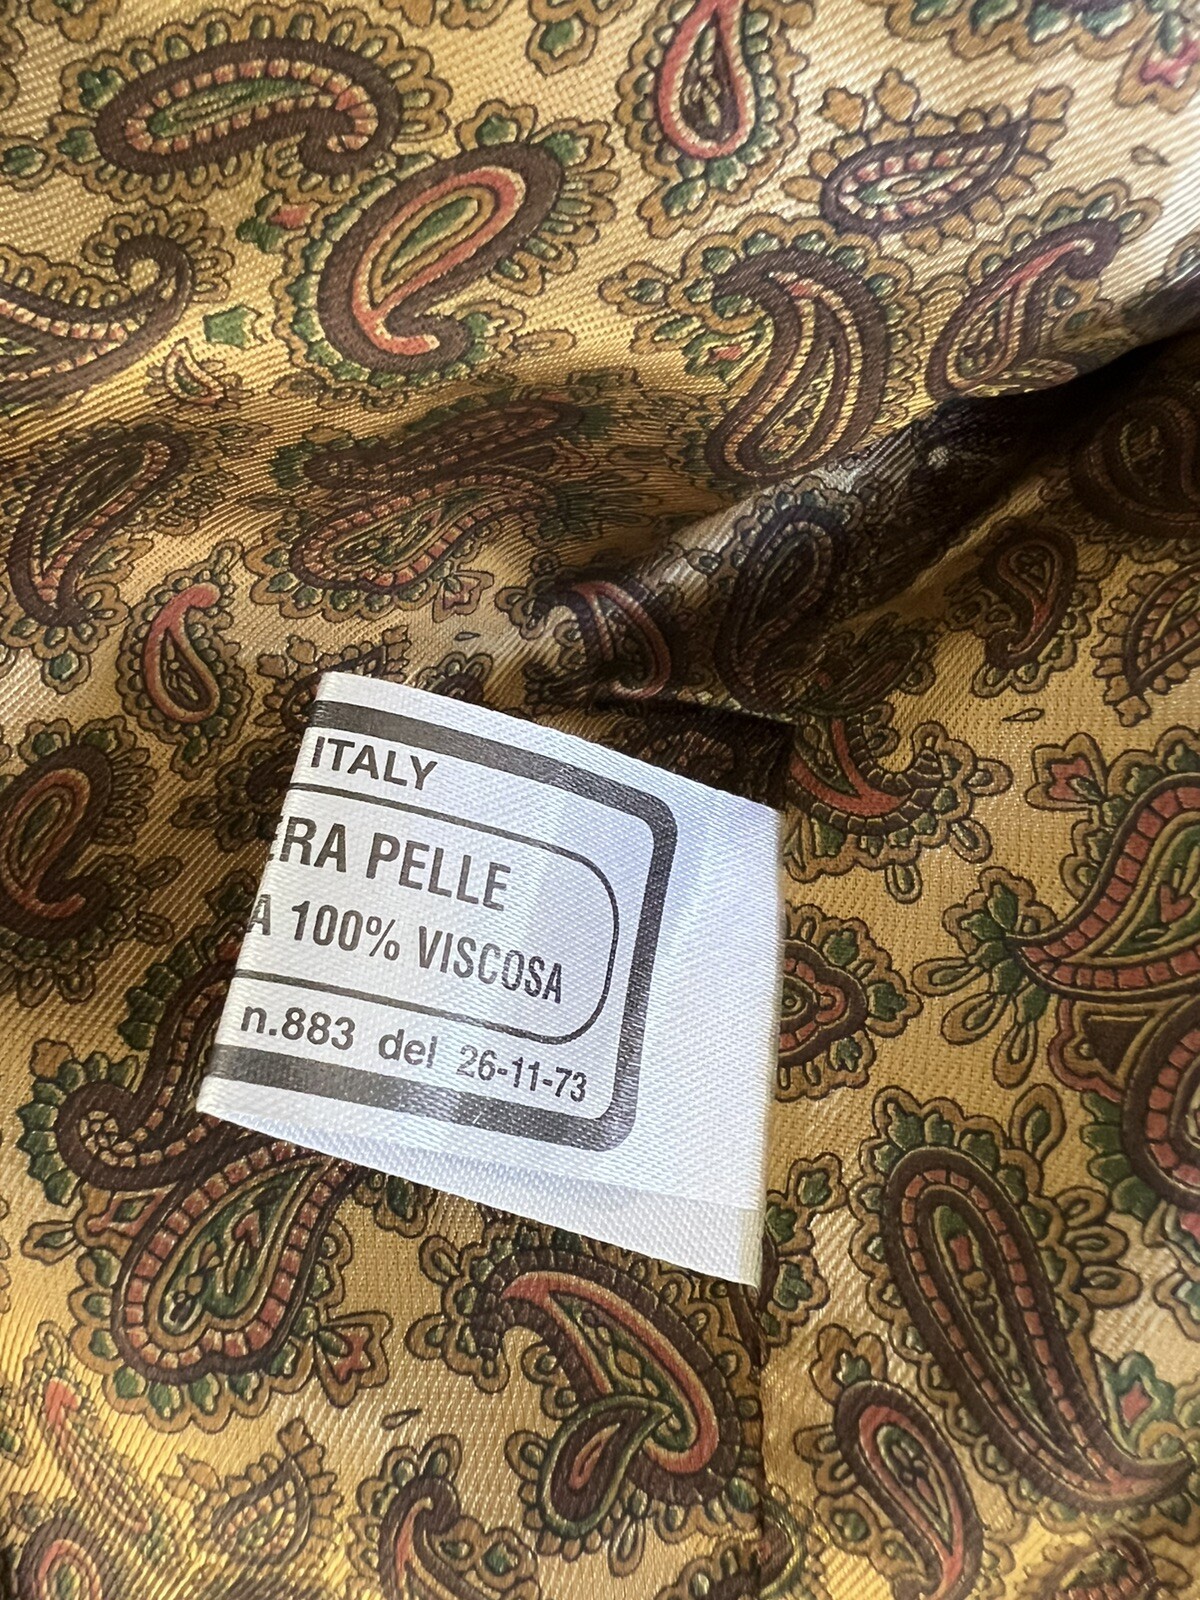 ITALY
ERA PELLE
A 100% VISCOSA
n.883 del 26-11-73